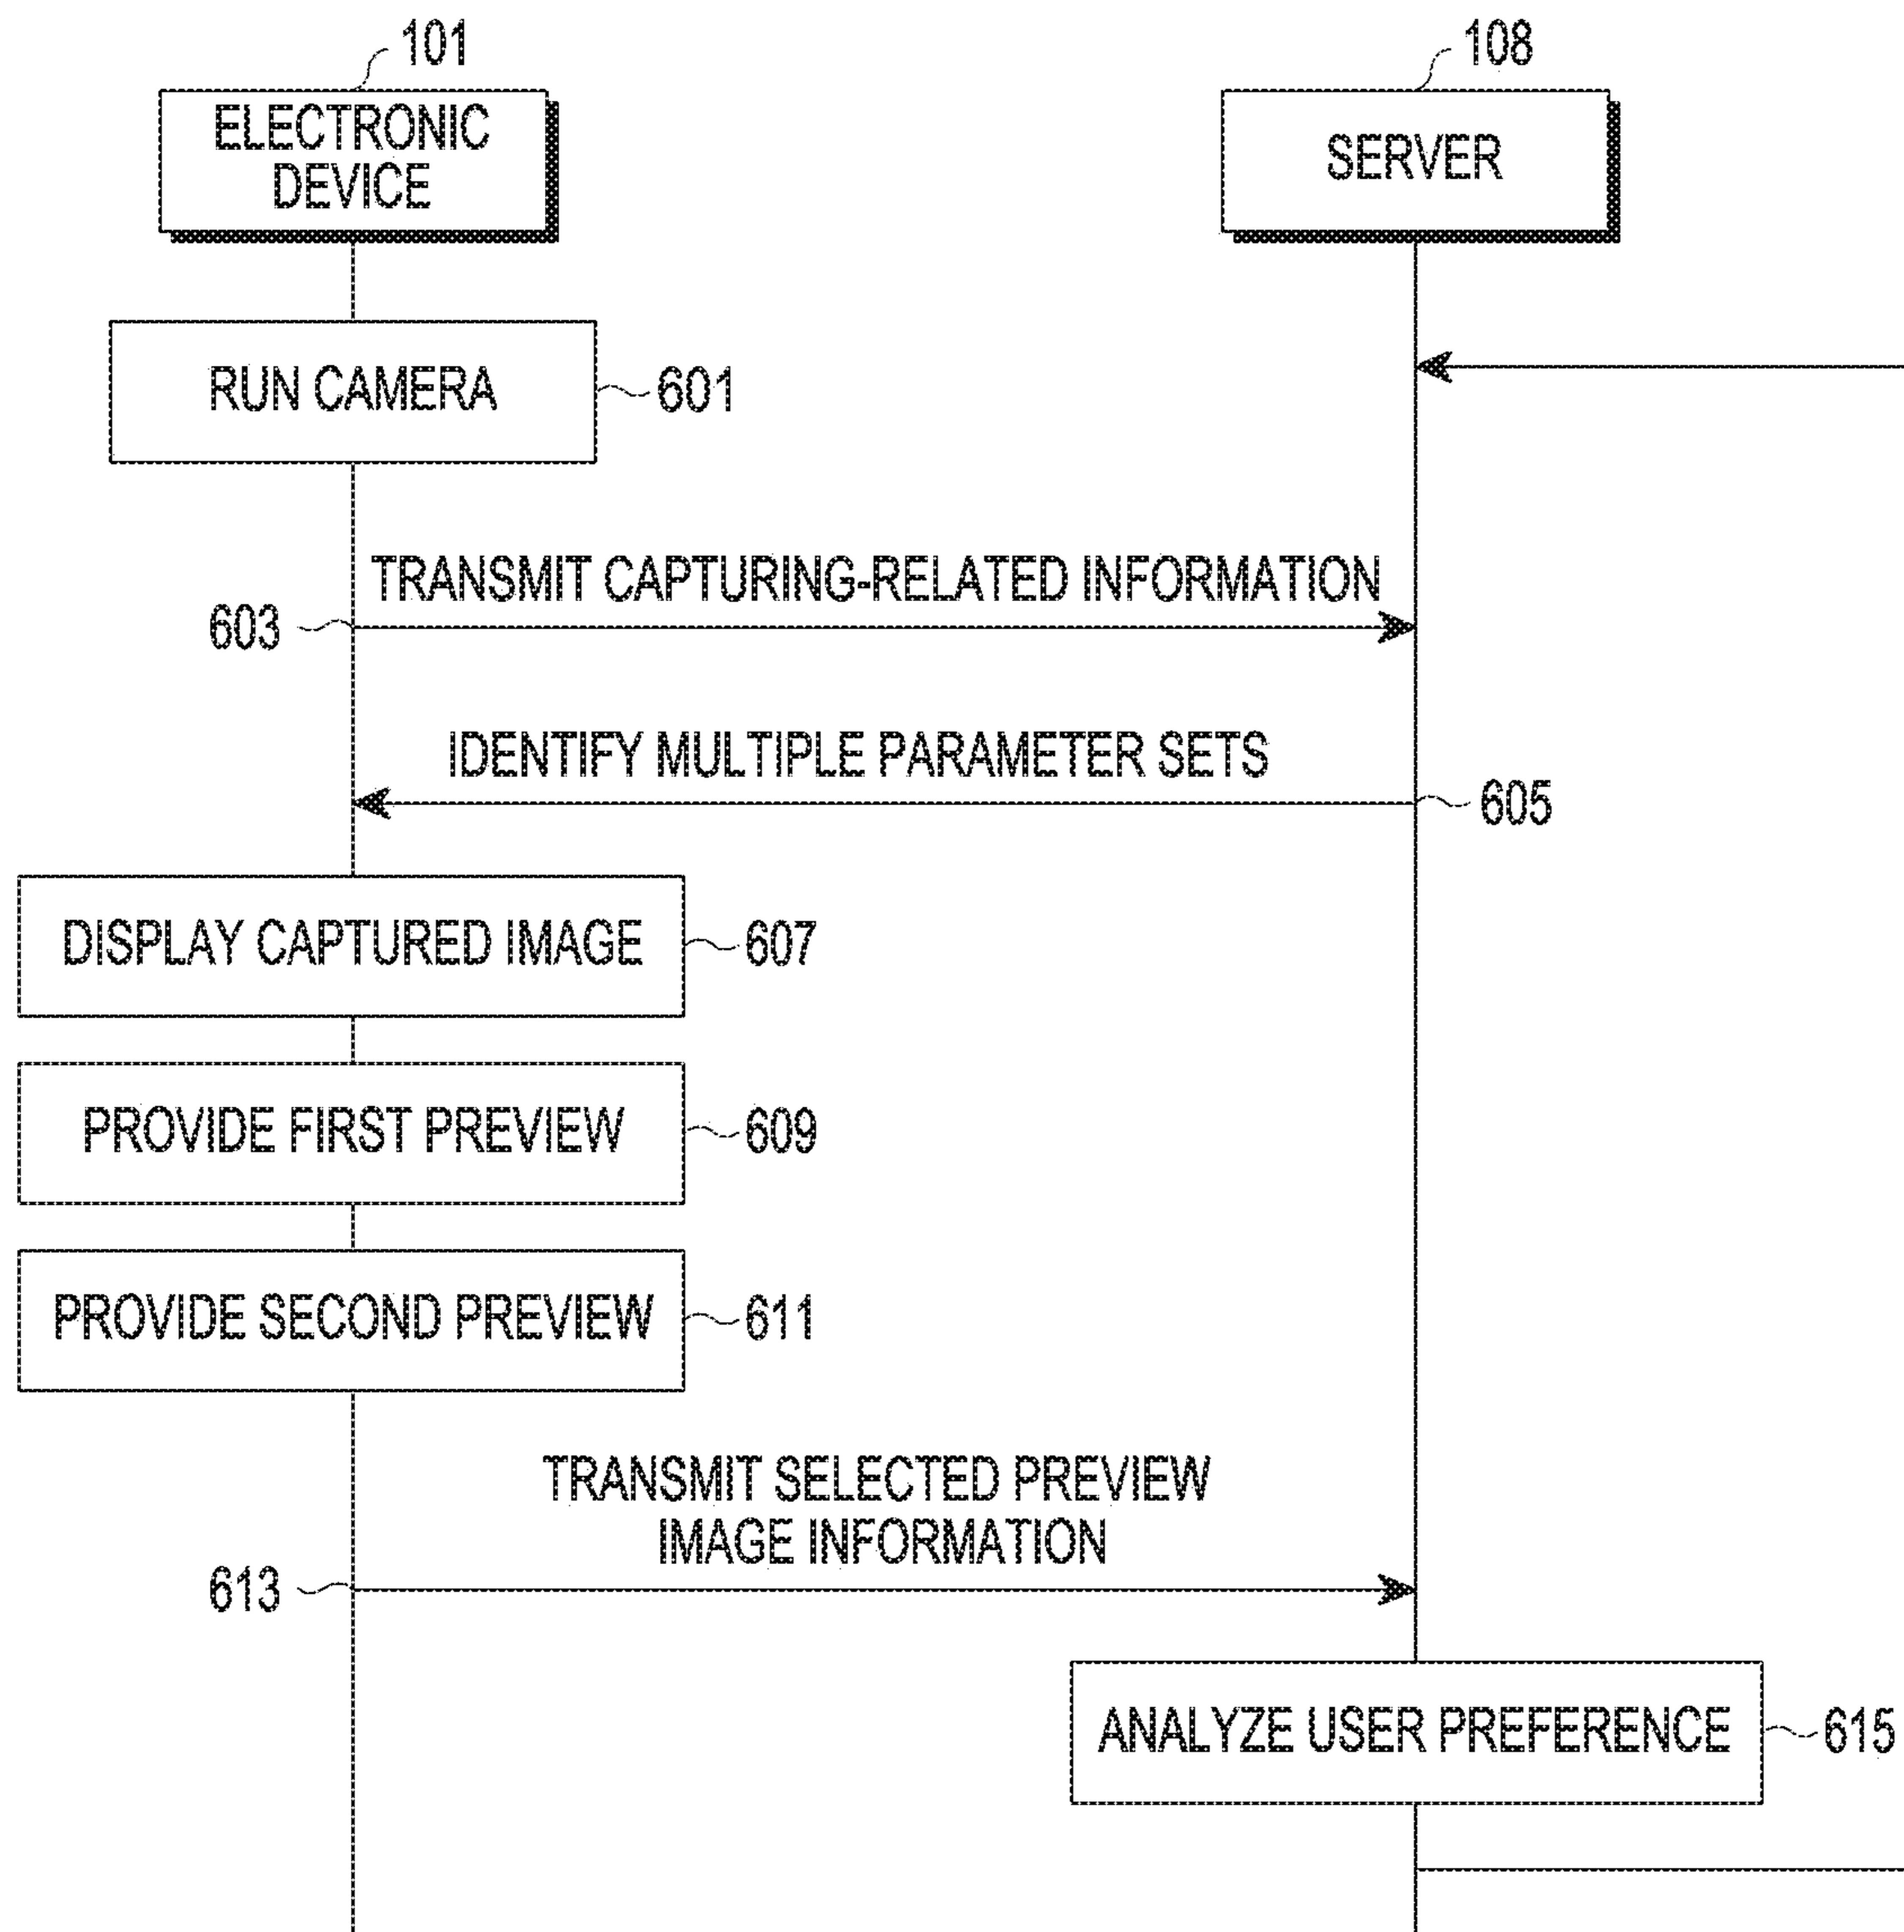 101
108
ELECTRONIC
DEVICE
SERVER
RUN CAMERA
601
TRANSMIT CAPTURING-RELATED INFORMATION
603
IDENTIFY MULTIPLE PARAMETER SETS
605
DISPLAY CAPTURED IMAGE
607
PROVIDE FIRST PREVIEW
609
PROVIDE SECOND PREVIEW
611
TRANSMIT SELECTED PREVIEW
IMAGE INFORMATION
613
ANALYZE USER PREFERENCE
615